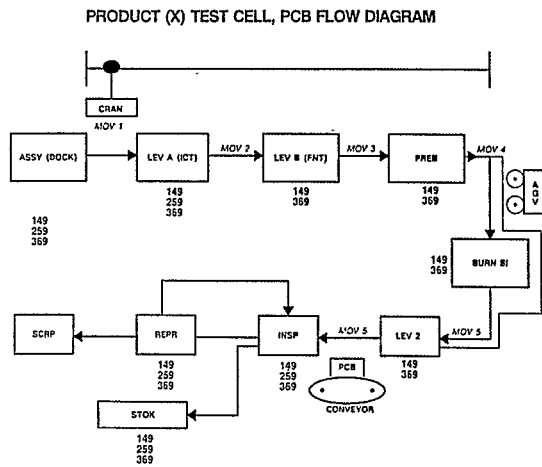 PRODUCT (X) TEST CELL, PCB FLOW DIAGRAM
CRAN
MOV 1
ASSY (DOCK)
LEV A (ICT)
MOV 2
LEV B (FNT)
MOV 3
PREB
MOV 4
149
259
369
149
259
369
149
369
149
369
A
G
V
149
369
BURN BI
SCRP
REPR
INSP
MOV 5
LEV 2
MOV 5
149
259
369
149
259
369
PCB
149
369
STOK
CONVEYOR
149
259
369